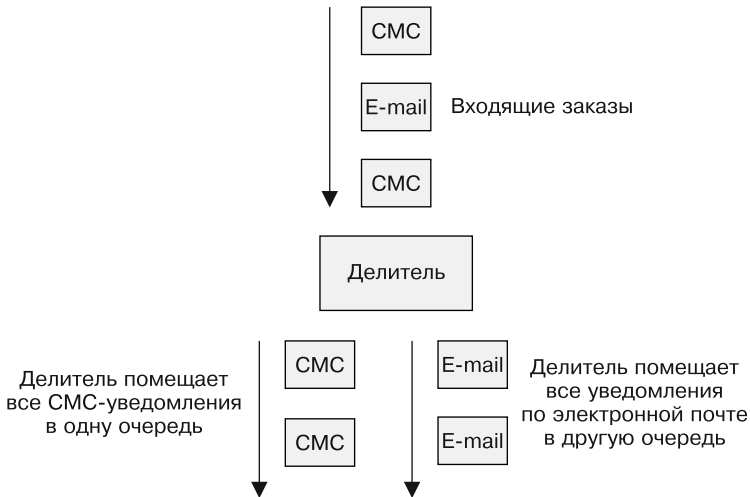 СМС
E-mail
Входящие заказы
СМС
Делитель
Делитель помещает
все СМС-уведомления
в одну очередь
СМС
СМС
E-mail
E-mail
Делитель помещает
все уведомления
по электронной почте
в другую очередь